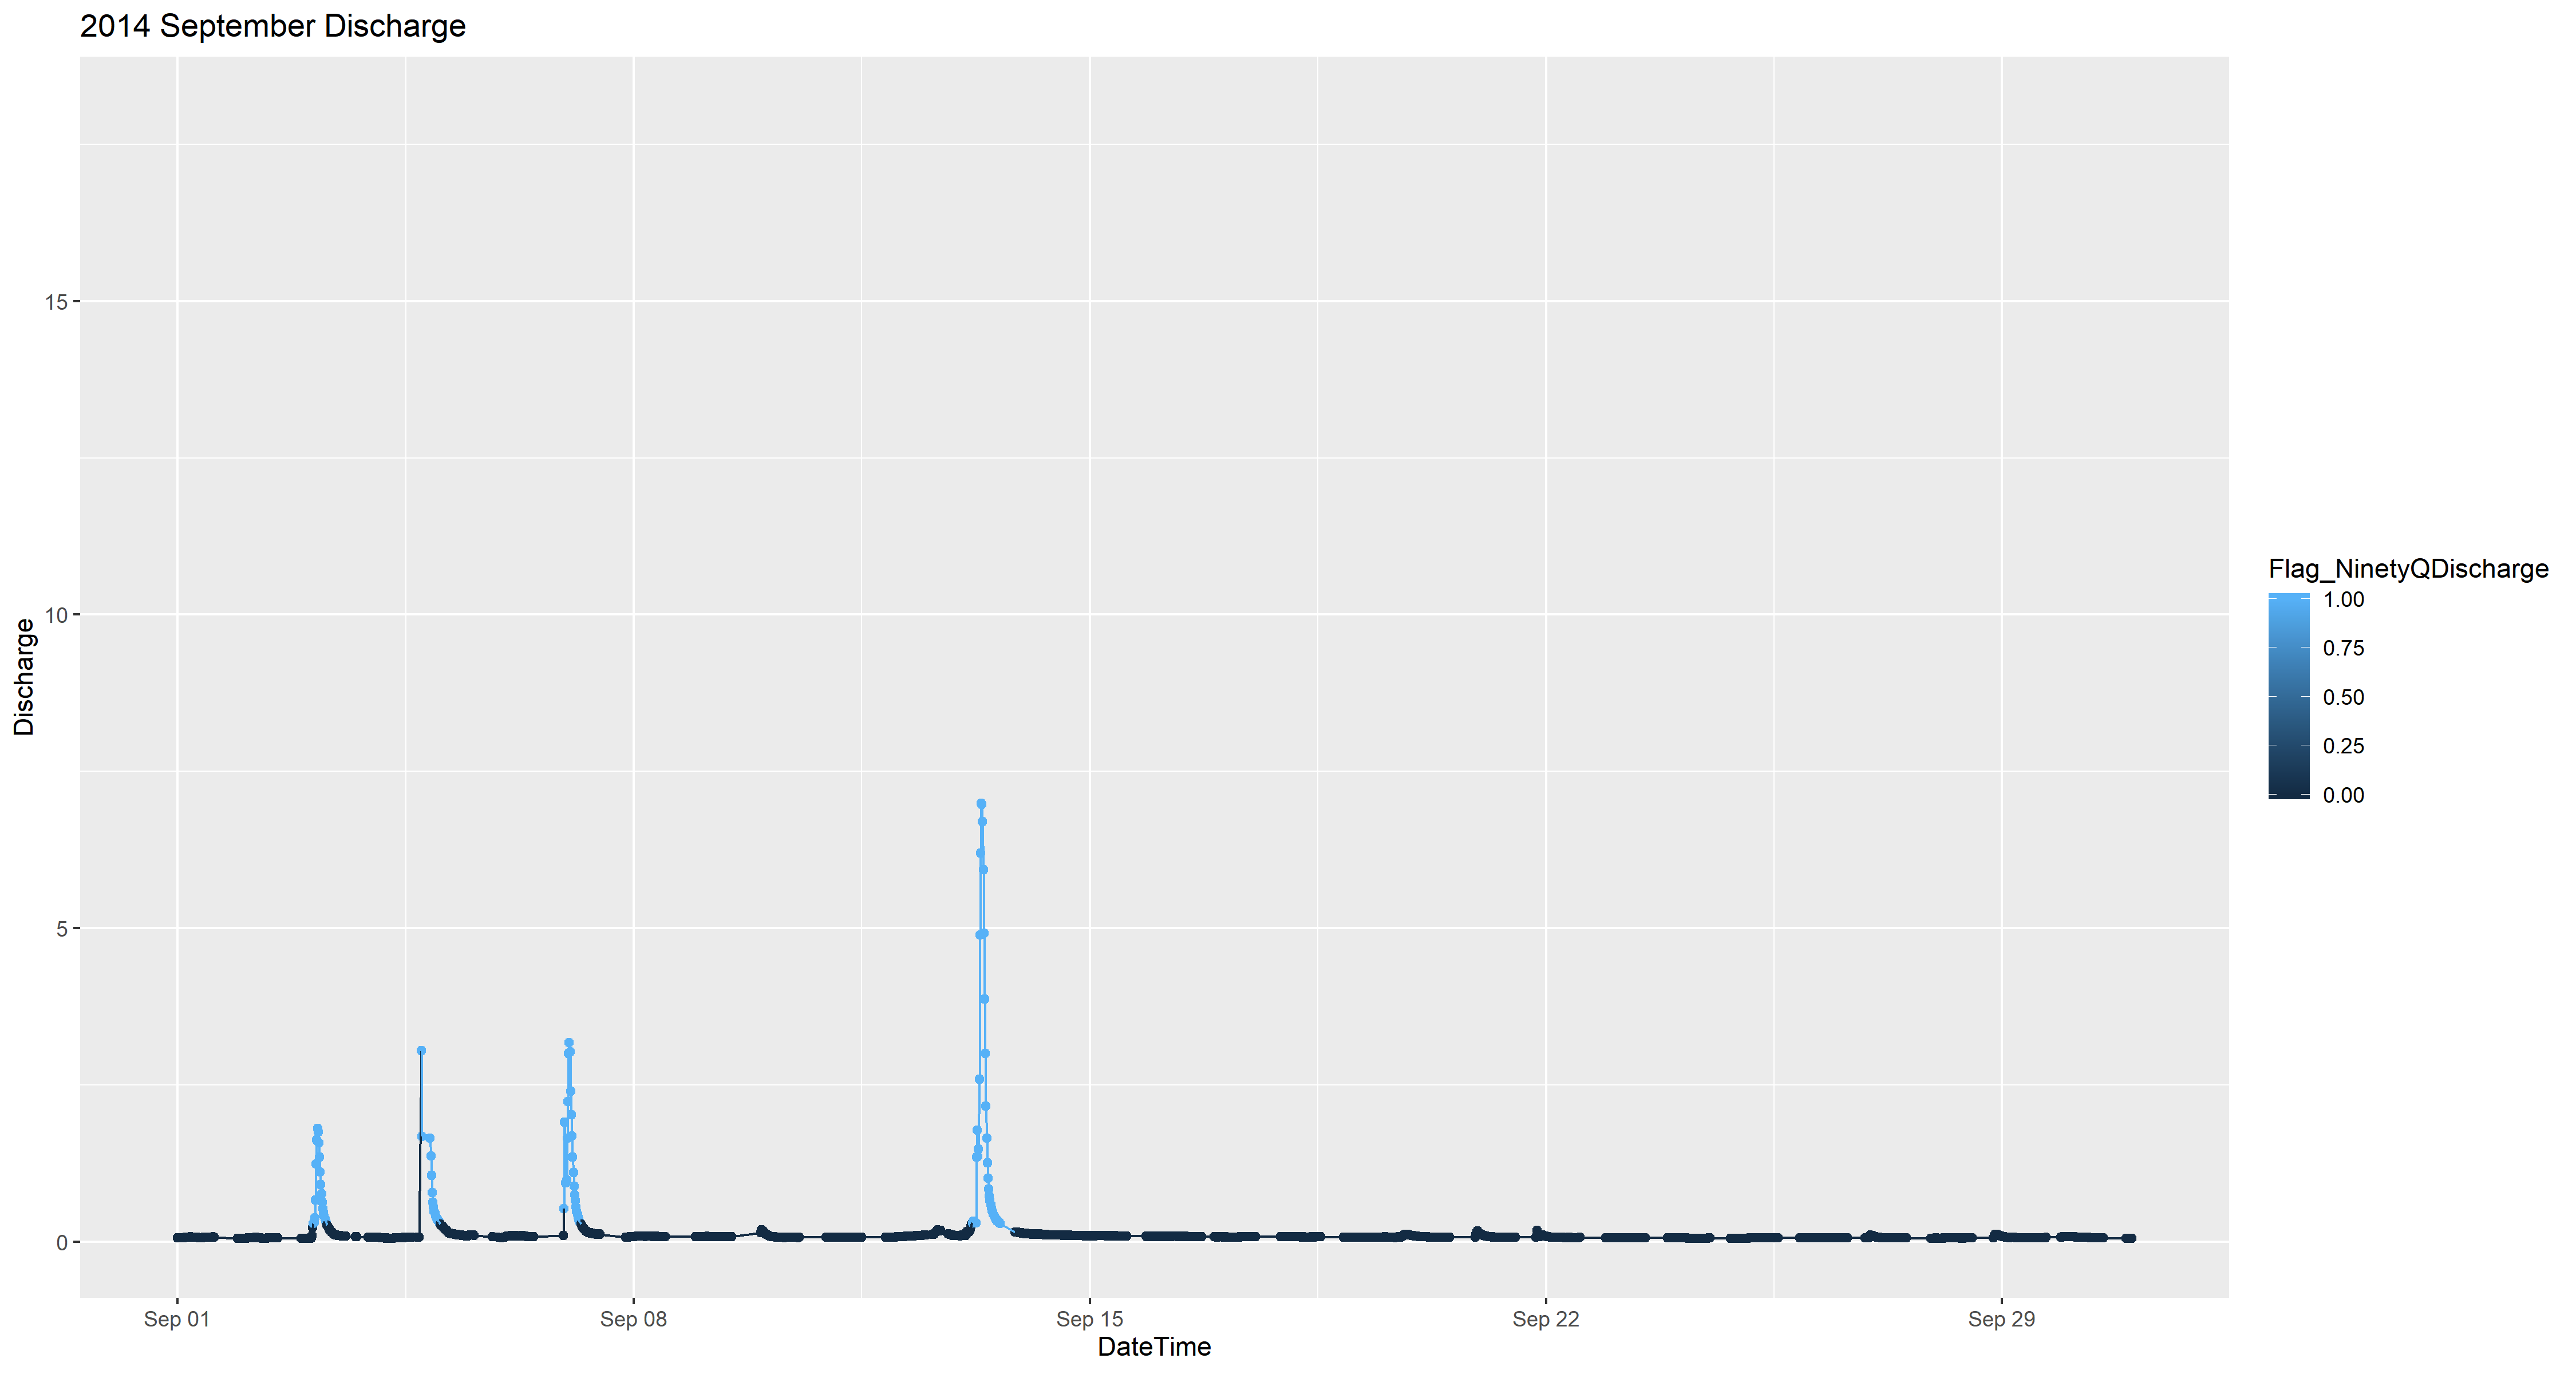 2014 September Discharge
15
10
5
0
Discharge
Sep 01
Sep 08
Sep 15
Sep 22
Sep 29
DateTime
Flag_NinetyQDischarge
1.00
0.75
0.50
0.25
0.00